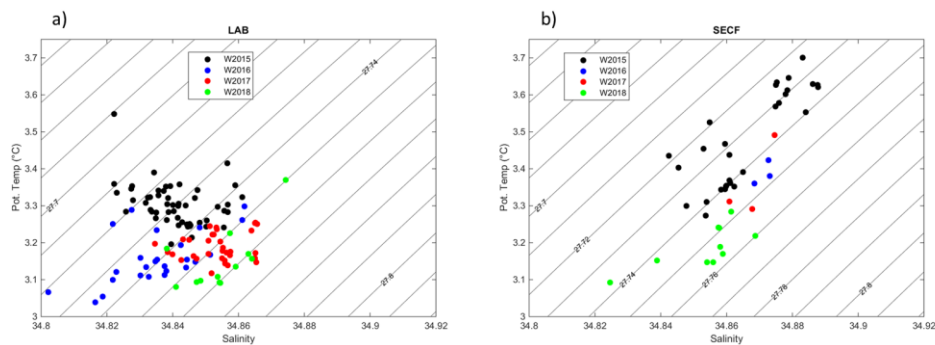 a)
LAB
W2015
W2016
W2017
W2018
27.74
27.7
27.8
3.7
3.6
3.5
3.4
3.3
3.2
3.1
3
Pot. Temp (°C)
34.8
34.82
34.84
34.86
34.88
34.9
34.92
Salinity
b)
SECF
W2015
W2016
W2017
W2018
27.7
27.72
27.74
27.76
27.78
27.8
3.7
3.6
3.5
3.4
3.3
3.2
3.1
3
Pot. Temp (°C)
34.8
34.82
34.84
34.86
34.88
34.9
34.92
Salinity